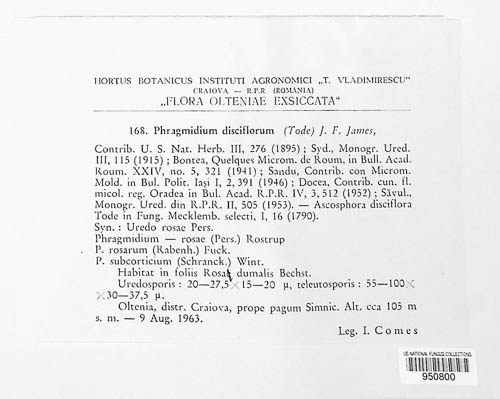 HORTUS BOTANICUS INSTITUTI AGRONOMICI „T. VLADIMIRESCU“
CRAIOVA — R.P.R (ROMÂNIA)
„FLORA OLTENIAE EXSICCATA“
168. Phragmidium disciflorum (Tode) J. F. James,
Contrib. U. S. Nat. Herb. III, 276 (1895) ; Syd., Monogr. Ured.
III, 115 (1915) ; Bontea, Quelques Microm. de Roum, in Bull. Acad.
Roum. XXIV, no. 5, 321 (1941) ; Sandu, Contrib. con Microm.
Mold. in Bul. Polit. Iaşi I, 2, 391 (1946) ; Docea, Contrib. cun. fl.
micol. reg. Oradea in Bul. Acad. R.P.R. IV, 3, 512 (1952) ; Săvul.,
Monogr. Ured. din R.P.R. II, 505 (1953). — Ascosphora disciflora
Tode in Fung. Mecklemb. selecti, I, 16 (1790).
Syn. : Uredo rosae Pers.
Phragmidium — rosae (Pers.) Rostrup
P. rosarum (Rabenh.) Fuck.
P. subcorticium (Schranck.) Wint.
Habitat in foliis Rosae dumalis Bechst.
Uredosporis : 20—27,5×15—20 µ, teleutosporis : 55—100×
×30—37,5 µ.
Oltenia, distr. Craiova, prope pagum Simnic. Alt. cca 105 m
s. m. — 9 Aug. 1963.
Leg. I. Comes
US NATIONAL FUNGUS COLLECTIONS
950800